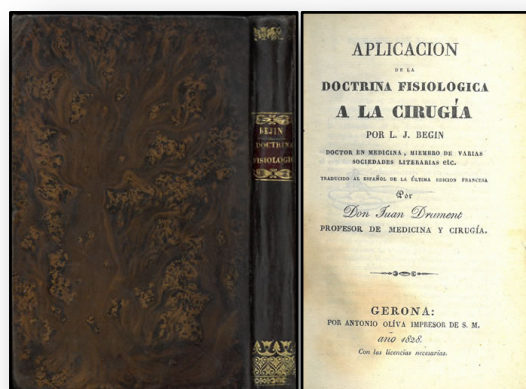 BEJIN
DOCTRINA
FISIOLOGIC
APLICACION
DE LA
DOCTRINA FISIOLOGICA
A LA CIRUGÍA
POR L. J. BEGIN
DOCTOR EN MEDICINA, MIEMBRO DE VARIAS
SOCIEDADES LITERARIAS etc.
TRADUCIDO AL ESPAÑOL DE LA ÚLTIMA EDICION FRANCESA
Por
Don Juan Drument
PROFESOR DE MEDICINA Y CIRUGÍA.
GERONA:
POR ANTONIO OLÍVA IMPRESOR DE S. M.
año 1828.
Con las licencias necesarias.